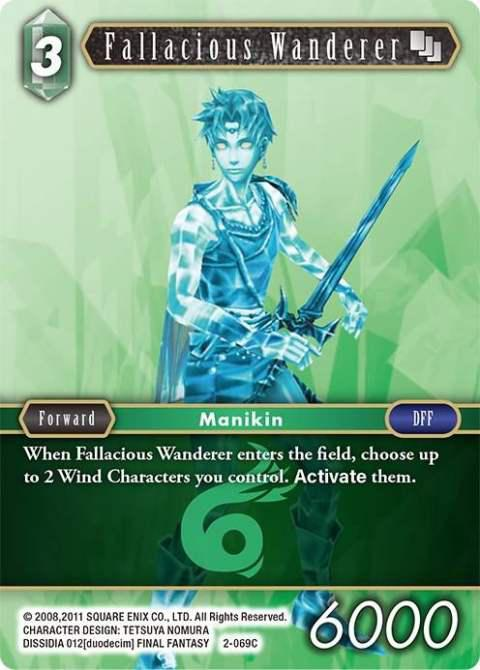 3
Fallacious Wanderer
Forward
Manikin
DFF
When Fallacious Wanderer enters the field, choose up
to 2 Wind Characters you control. Activate them.
© 2008,2011 SQUARE ENIX CO., LTD. All Rights Reserved.
CHARACTER DESIGN: TETSUYA NOMURA
DISSIDIA 012[duodecim] FINAL FANTASY 2-069C
6000